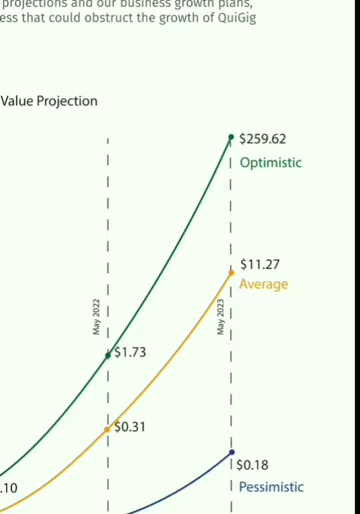 projections and our business growth plans,
ess that could obstruct the growth of QuiGig
Value Projection
$259.62
Optimistic
$11.27
Average
May 2022
May 2023
$1.73
$0.31
$0.18
.10
Pessimistic